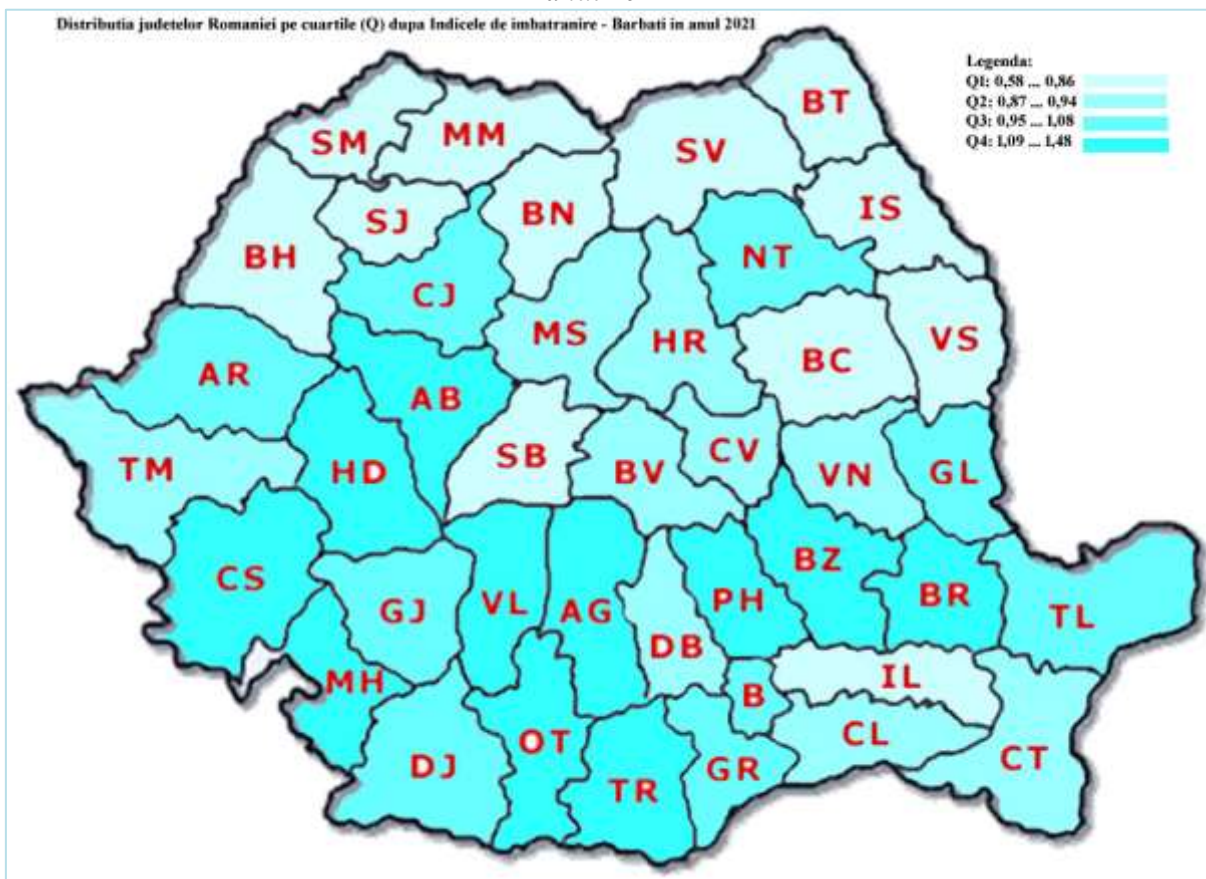 Distributia judetelor Romaniei pe cuartile (Q) dupa Indicele de imbatranire - Barbati in anul 2021
Legenda:
Q1: 0,58 ... 0,86
Q2: 0,87 ... 0,94
Q3: 0,95 ... 1,08
Q4: 1,09 ... 1,48
BT
SM
MM
SV
IS
SJ
BN
BH
NT
CJ
MS
HR
VS
BC
AR
AB
SB
CV
TM
HD
BV
VN
GL
CS
BZ
GJ
VL
AG
PH
BR
TL
DB
MH
B
IL
OT
CL
DJ
TR
GR
CT